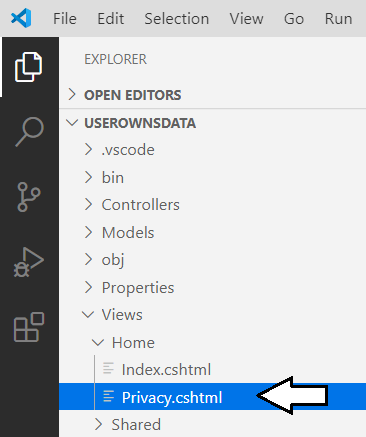 File Edit Selection View Go Run
EXPLORER
OPEN EDITORS
USEROWNSDATA
.vscode
bin
Controllers
Models
obj
Properties
Views
Home
Index.cshtml
Privacy.cshtml
Shared